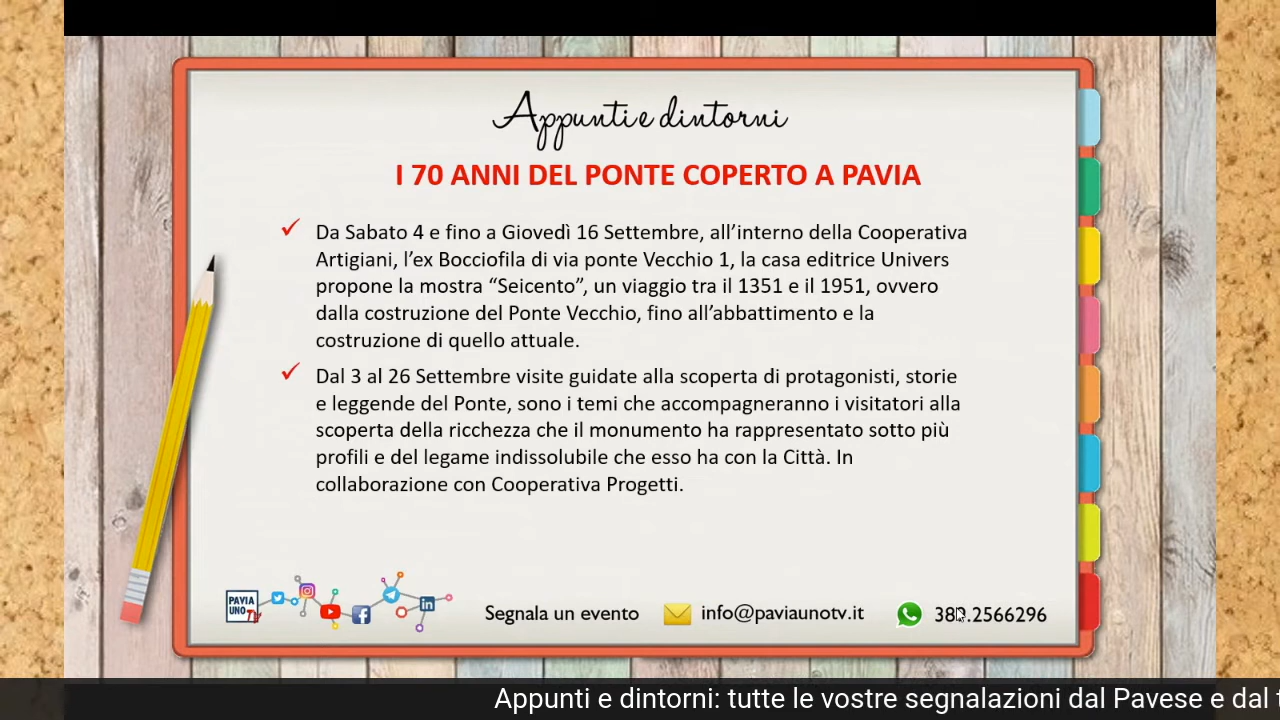 Appunti e dintorni
I 70 ANNI DEL PONTE COPERTO A PAVIA
Da Sabato 4 e fino a Giovedì 16 Settembre, all’interno della Cooperativa
Artigiani, l’ex Bocciofila di via ponte Vecchio 1, la casa editrice Univers
propone la mostra “Seicento”, un viaggio tra il 1351 e il 1951, ovvero
dalla costruzione del Ponte Vecchio, fino all’abbattimento e la
costruzione di quello attuale.
Dal 3 al 26 Settembre visite guidate alla scoperta di protagonisti, storie
e leggende del Ponte, sono i temi che accompagneranno i visitatori alla
scoperta della ricchezza che il monumento ha rappresentato sotto più
profili e del legame indissolubile che esso ha con la Città. In
collaborazione con Cooperativa Progetti.
PAVIA
UNO TV
Segnala un evento info@paviaunotv.it
Appunti e dintorni: tutte le vostre segnalazioni dal Pavese e dal